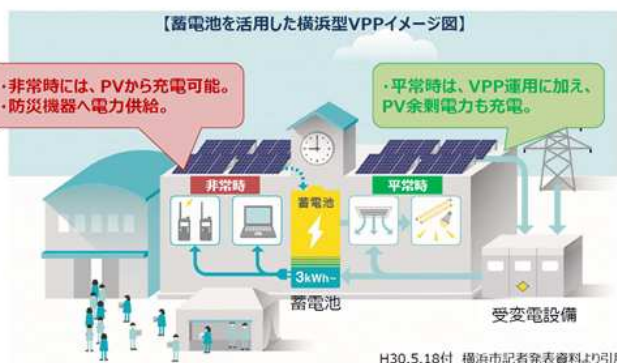 【蓄電池を活用した横浜型VPPイメージ図】
・非常時には、PVから充電可能。
・防災機器へ電力供給。
・平常時は、VPP運用に加え、
PV余剰電力も充電。
非常時
蓄電池
平常時
3kWh~
蓄電池
受変電設備
H30.5.18付 横浜市記者発表資料より引用